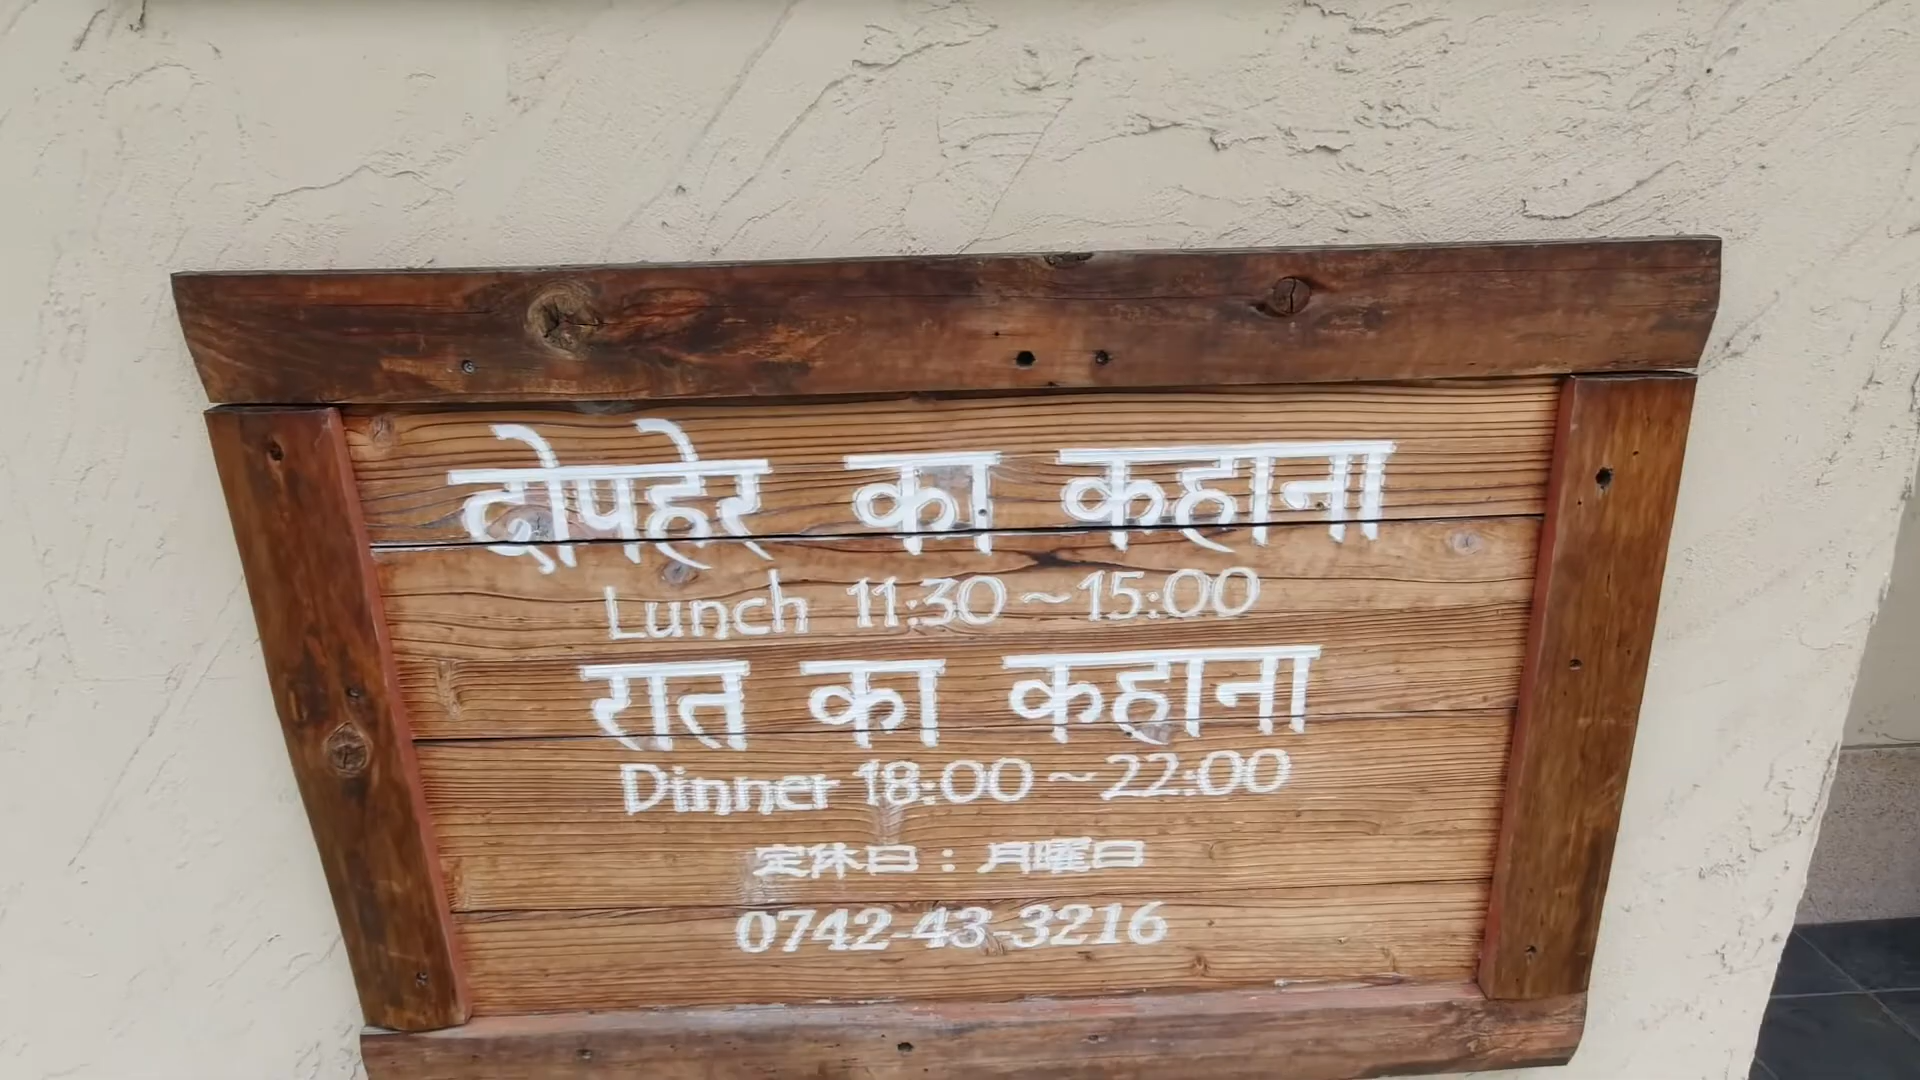 दोपहेर का कहाना
Lunch 11:30～15:00
रात का कहाना
Dinner 18:00～22:00
定休日：月曜日
0742-43-3216